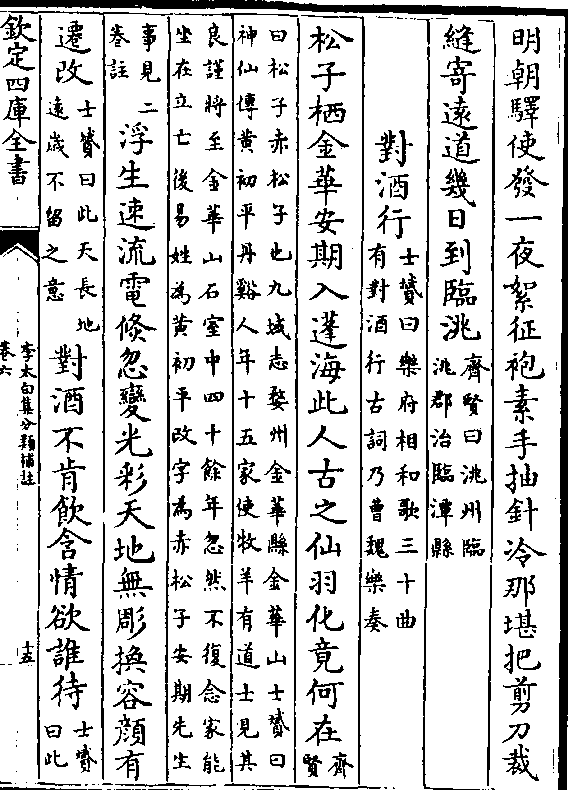 明朝驛使發一夜絮征袍素手抽針冷那堪把剪刀裁
縫寄遠道幾日到臨洮齊賢曰洮州臨
洮郡治臨潭縣
對酒行士贇曰樂府相和歌三十曲
有對酒行古詞乃曹魏樂奏
松子栖金華安期入蓬海此人古之仙羽化竟何在齊
賢
曰松子赤松子也九域志婺州金華縣金華山士贇曰
神仙傳黄初平丹谿人年十五家使牧羊有道士見其
良謹將至金華山石室中四十餘年忽然不復念家能
坐在立亡後易姓為黄初平改字為赤松子安期先生
事見二
巻註
浮生速流電倏忽變光彩天地無彫換容顔有
遷改士贇曰此天長地
遠歲不留之意
對酒不肯飲含情欲誰待士贇
曰此
欽定四庫全書
李太白集分類補註
卷六
十五